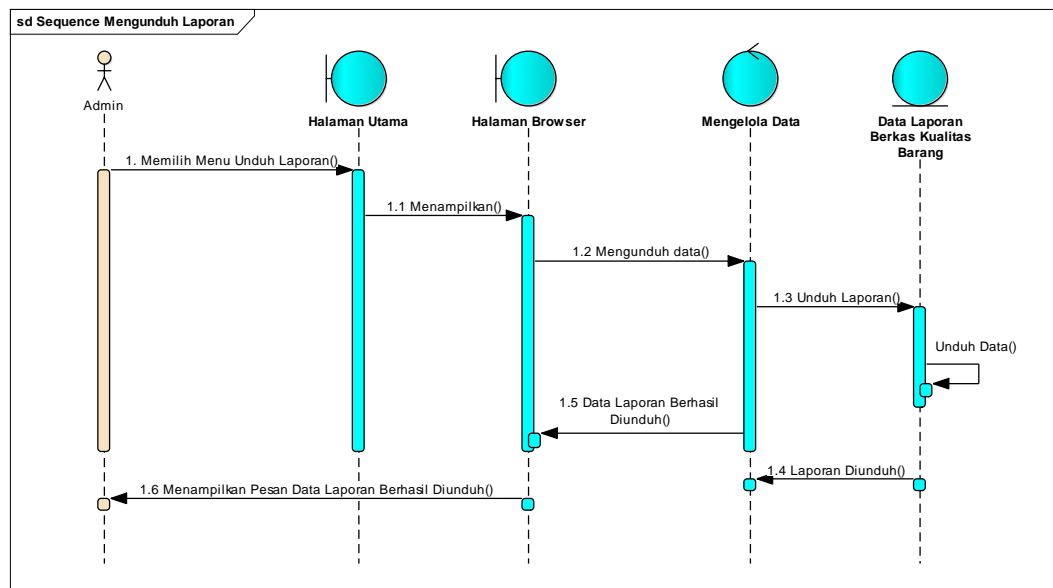 sd Sequence Mengunduh Laporan
Admin
Halaman Utama
Halaman Browser
Mengelola Data
Data Laporan
Berkas Kualitas
Barang
1. Memilih Menu Unduh Laporan()
1.1 Menampilkan()
1.2 Mengunduh data()
1.3 Unduh Laporan()
Unduh Data()
1.5 Data Laporan Berhasil
Diunduh()
1.4 Laporan Diunduh()
1.6 Menampilkan Pesan Data Laporan Berhasil Diunduh()